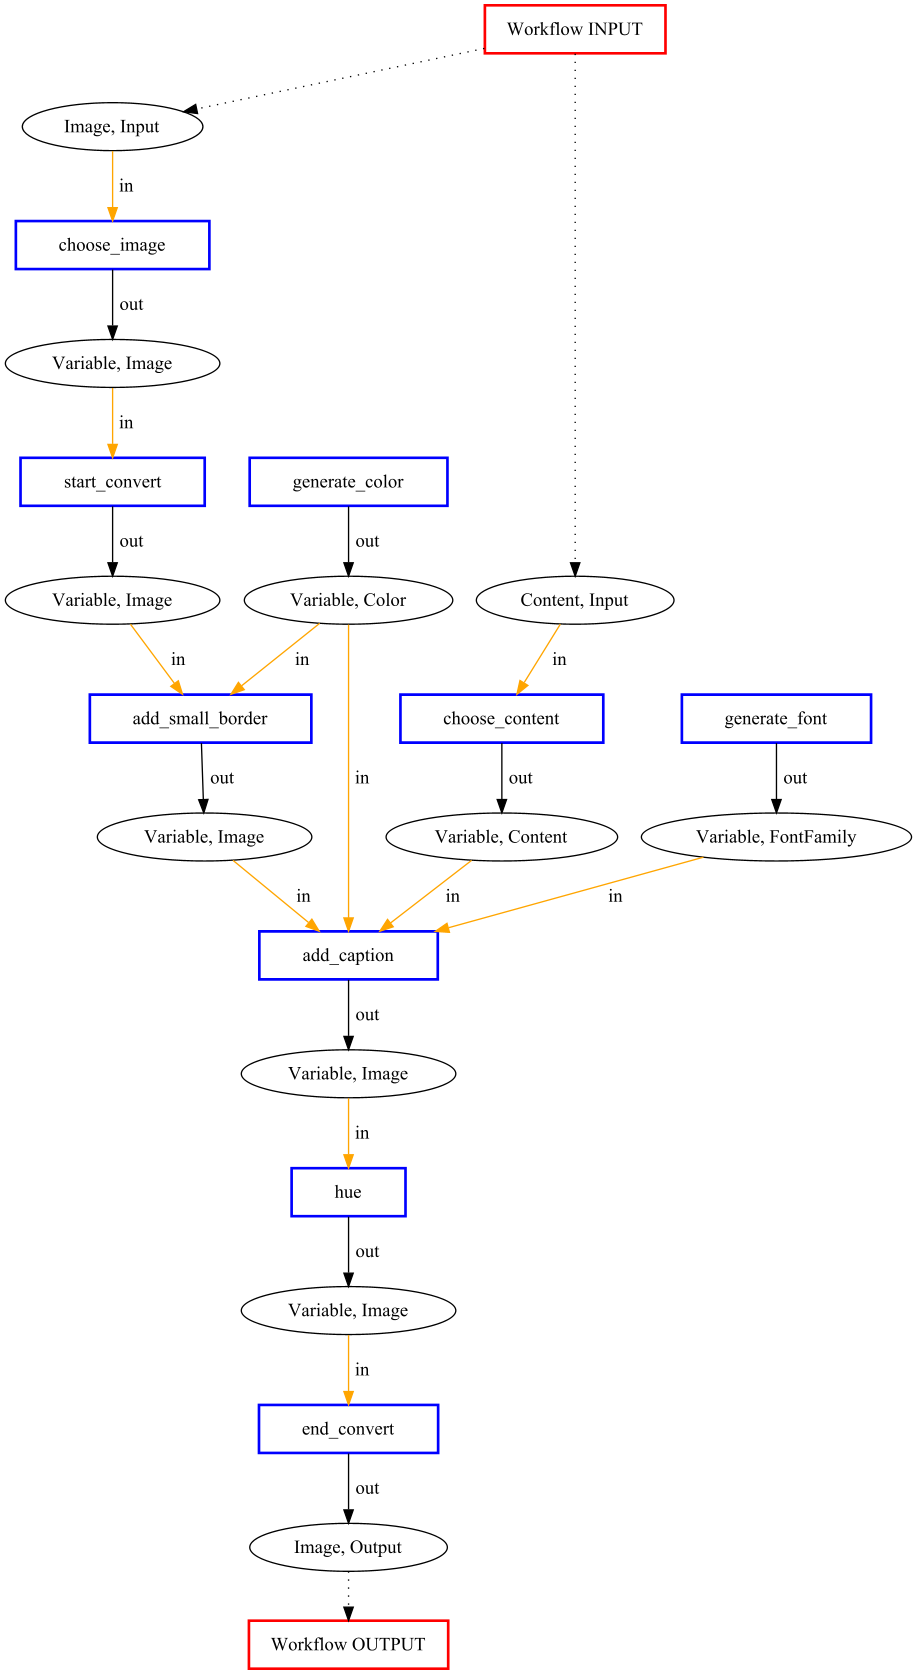 Workflow INPUT
Image, Input
in
choose_image
out
Variable, Image
in
start_convert
generate_color
out
out
Variable, Image
Variable, Color
Content, Input
in
in
in
add_small_border
choose_content
generate_font
out
in
out
out
Variable, Image
Variable, Content
Variable, FontFamily
in
in
in
add_caption
out
Variable, Image
in
hue
out
Variable, Image
in
end_convert
out
Image, Output
Workflow OUTPUT